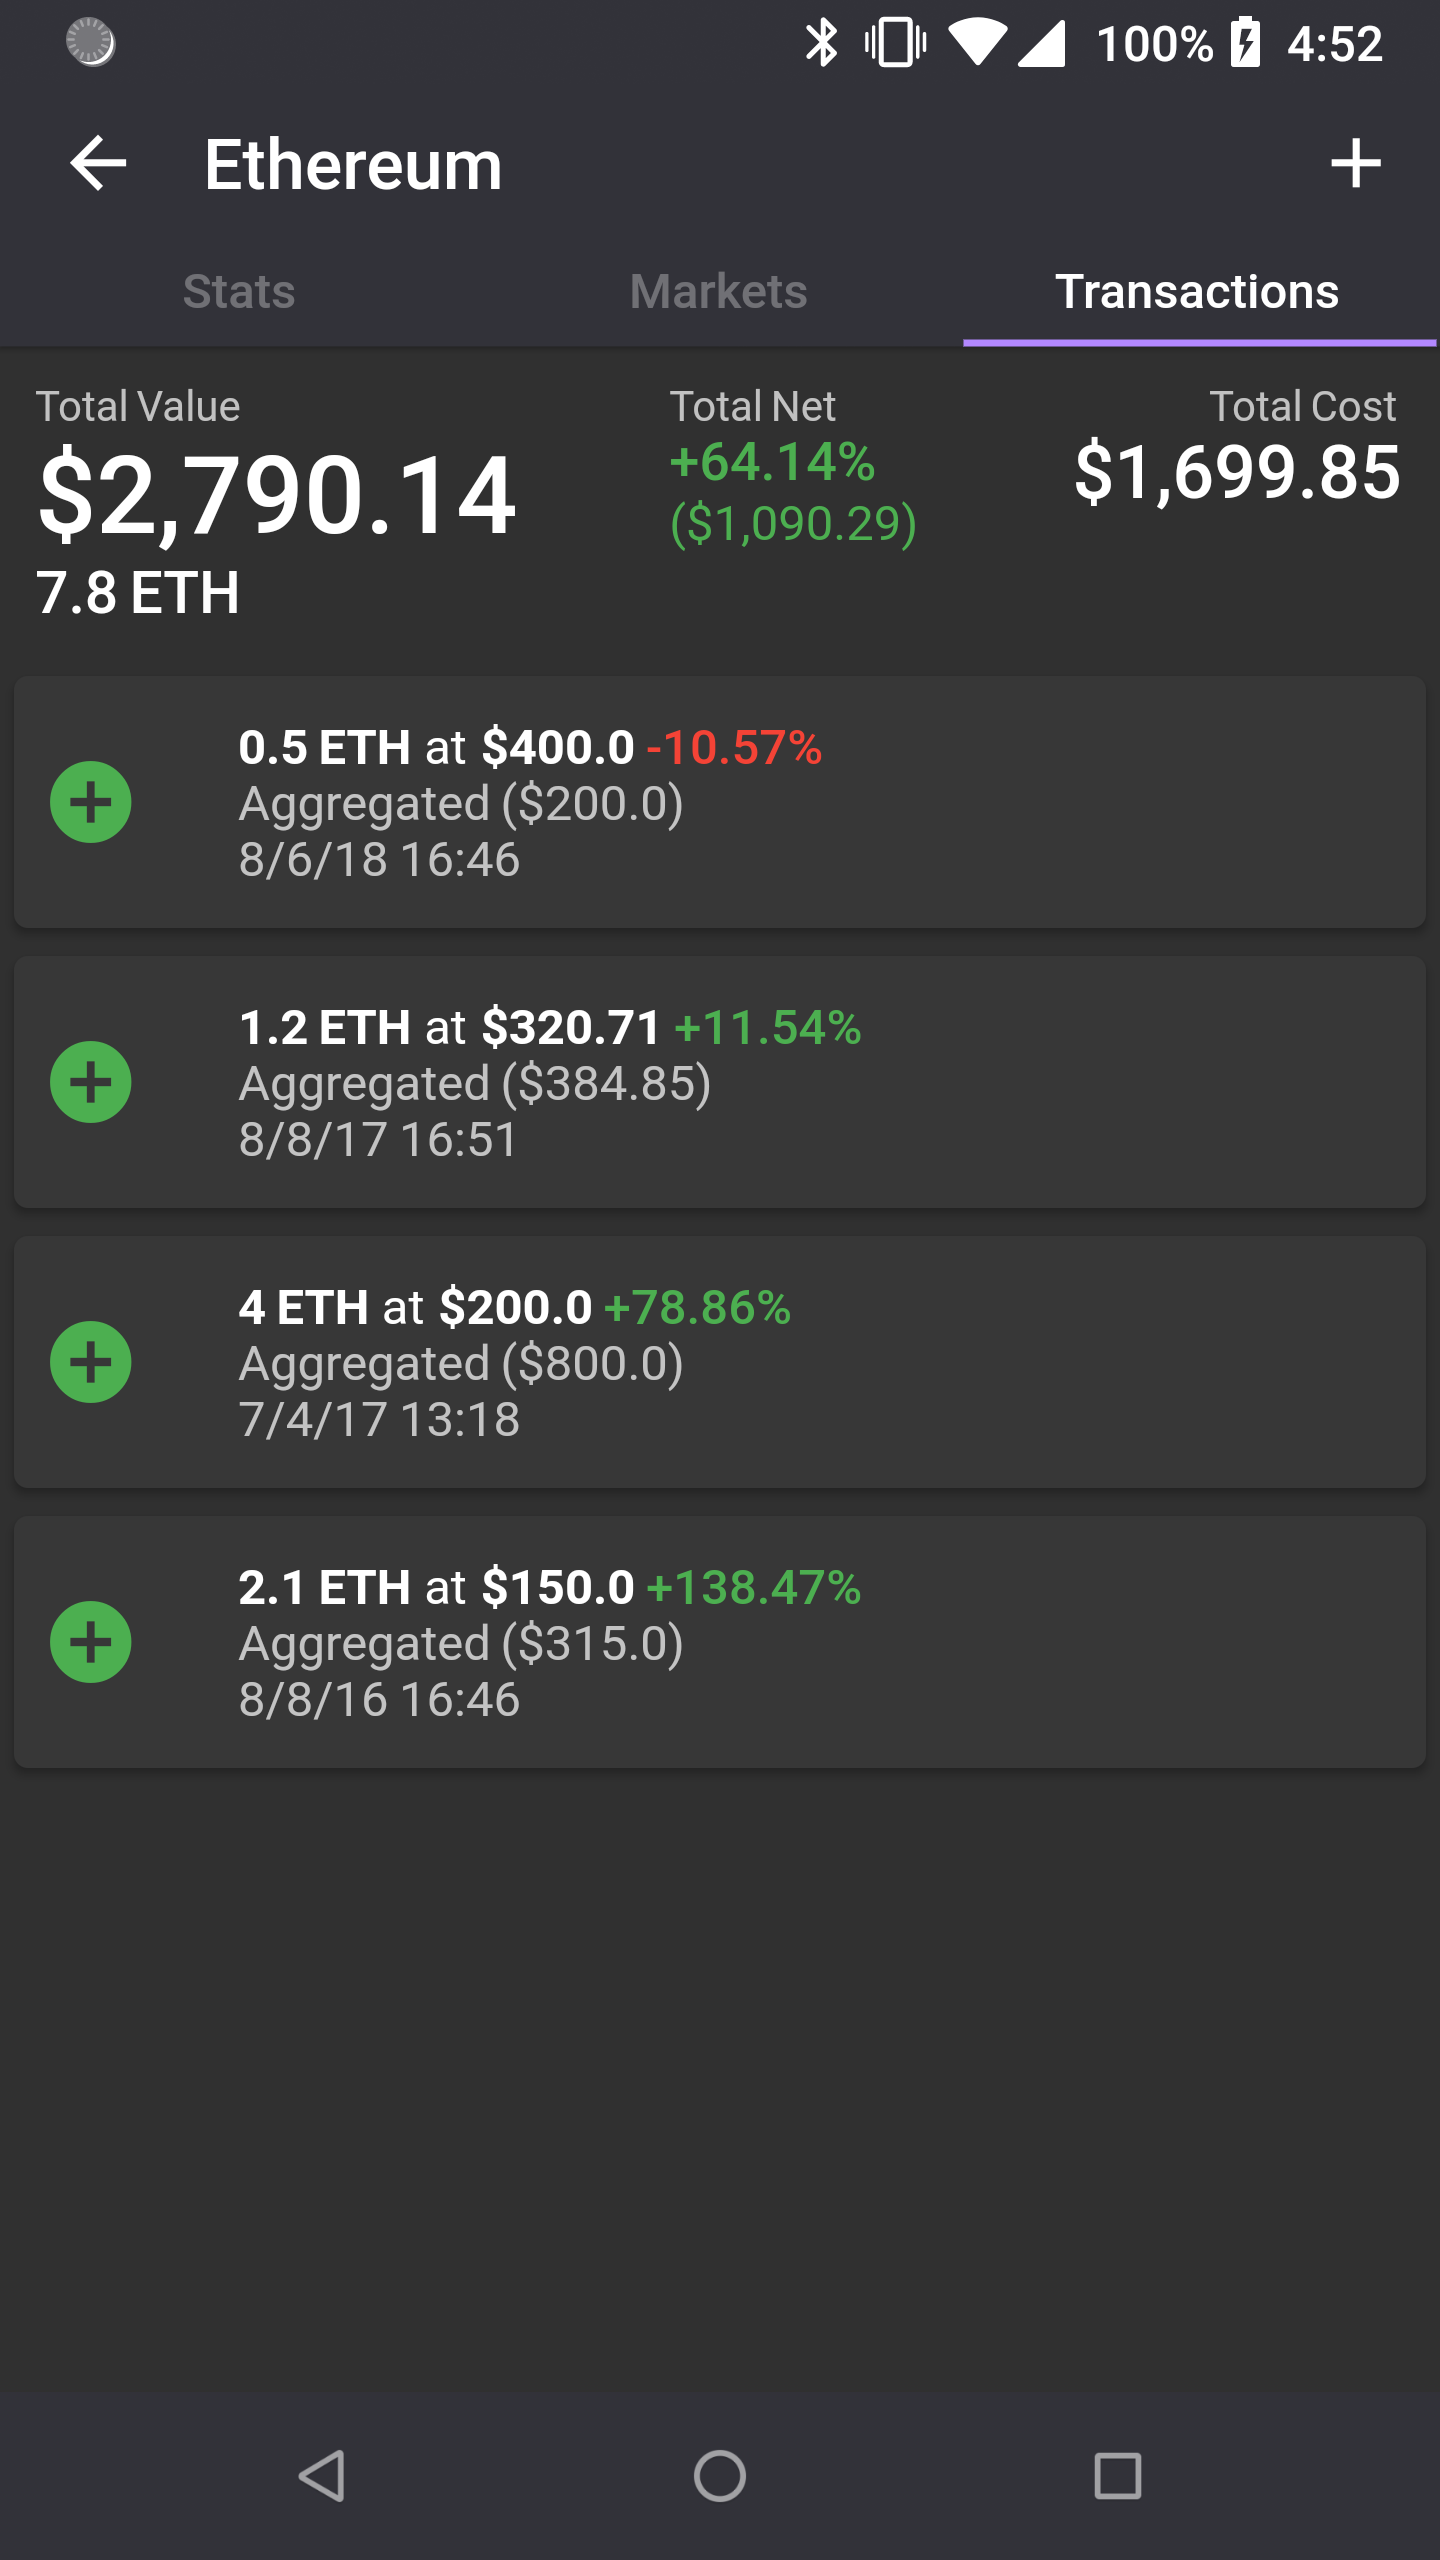 100% 4:52
Ethereum
Stats Markets Transactions
Total Value Total Net Total Cost
$2,790.14 +64.14% $1,699.85
($1,090.29)
7.8 ETH
0.5 ETH at $400.0 -10.57%
Aggregated ($200.0)
8/6/18 16:46
1.2 ETH at $320.71 +11.54%
Aggregated ($384.85)
8/8/17 16:51
4 ETH at $200.0 +78.86%
Aggregated ($800.0)
7/4/17 13:18
2.1 ETH at $150.0 +138.47%
Aggregated ($315.0)
8/8/16 16:46